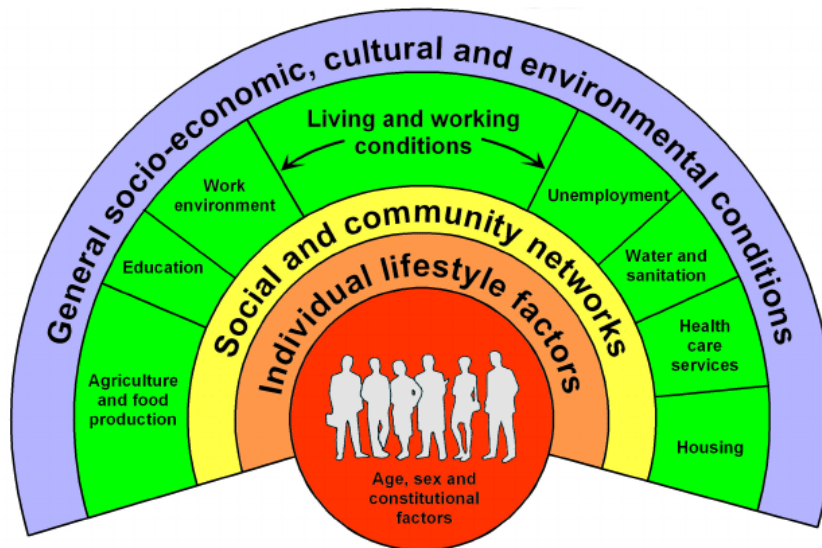 General socio-economic, cultural and environmental conditions
Living and working
conditions
Work
environment
Unemployment
Education
Water and
sanitation
Agriculture
and food
production
Health
care
services
Housing
Social and community networks
Individual lifestyle factors
Age, sex and
constitutional
factors